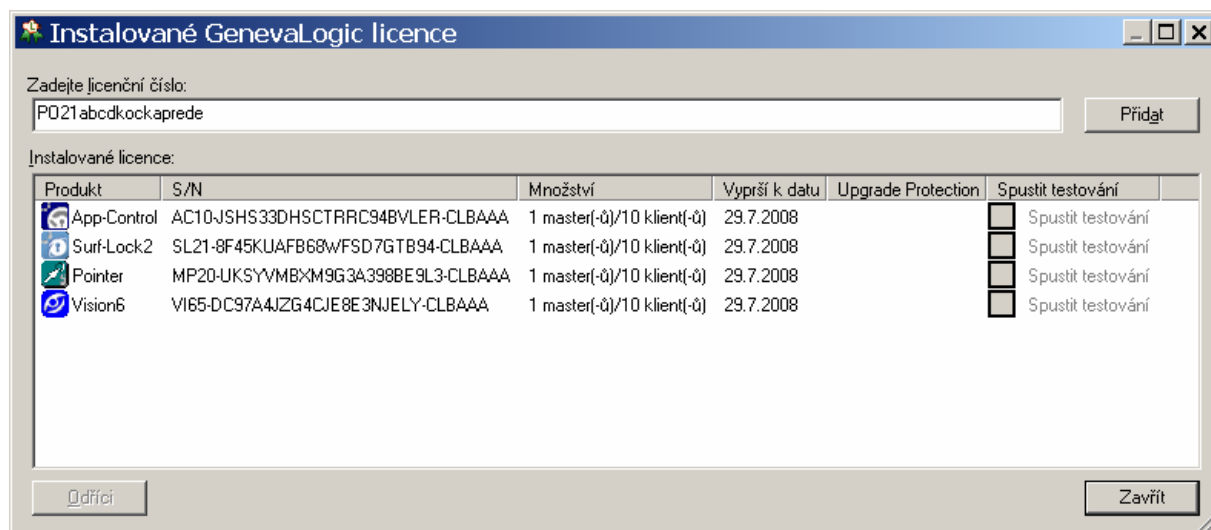 Instalované GenevaLogic licence
Zadejte licenční číslo:
PO21abcdkockaprede
Přidat
Instalované licence:
Produkt S/N Množství Vyprší k datu Upgrade Protection Spustit testování
App-Control AC10-JSHS33DHSCTRRC94BVLER-CLBAAA 1 master(-ů)/10 klient(-ů) 29.7.2008 Spustit testování
Surf-Lock2 SL21-8F45KUAFB68WFSD7GTB94-CLBAAA 1 master(-ů)/10 klient(-ů) 29.7.2008 Spustit testování
Pointer MP20-UKSYVMBXM9G3A398BE9L3-CLBAAA 1 master(-ů)/10 klient(-ů) 29.7.2008 Spustit testování
Vision6 VI65-DC97A4JZG4CJE8E3NJELY-CLBAAA 1 master(-ů)/10 klient(-ů) 29.7.2008 Spustit testování
Odříci
Zavřít